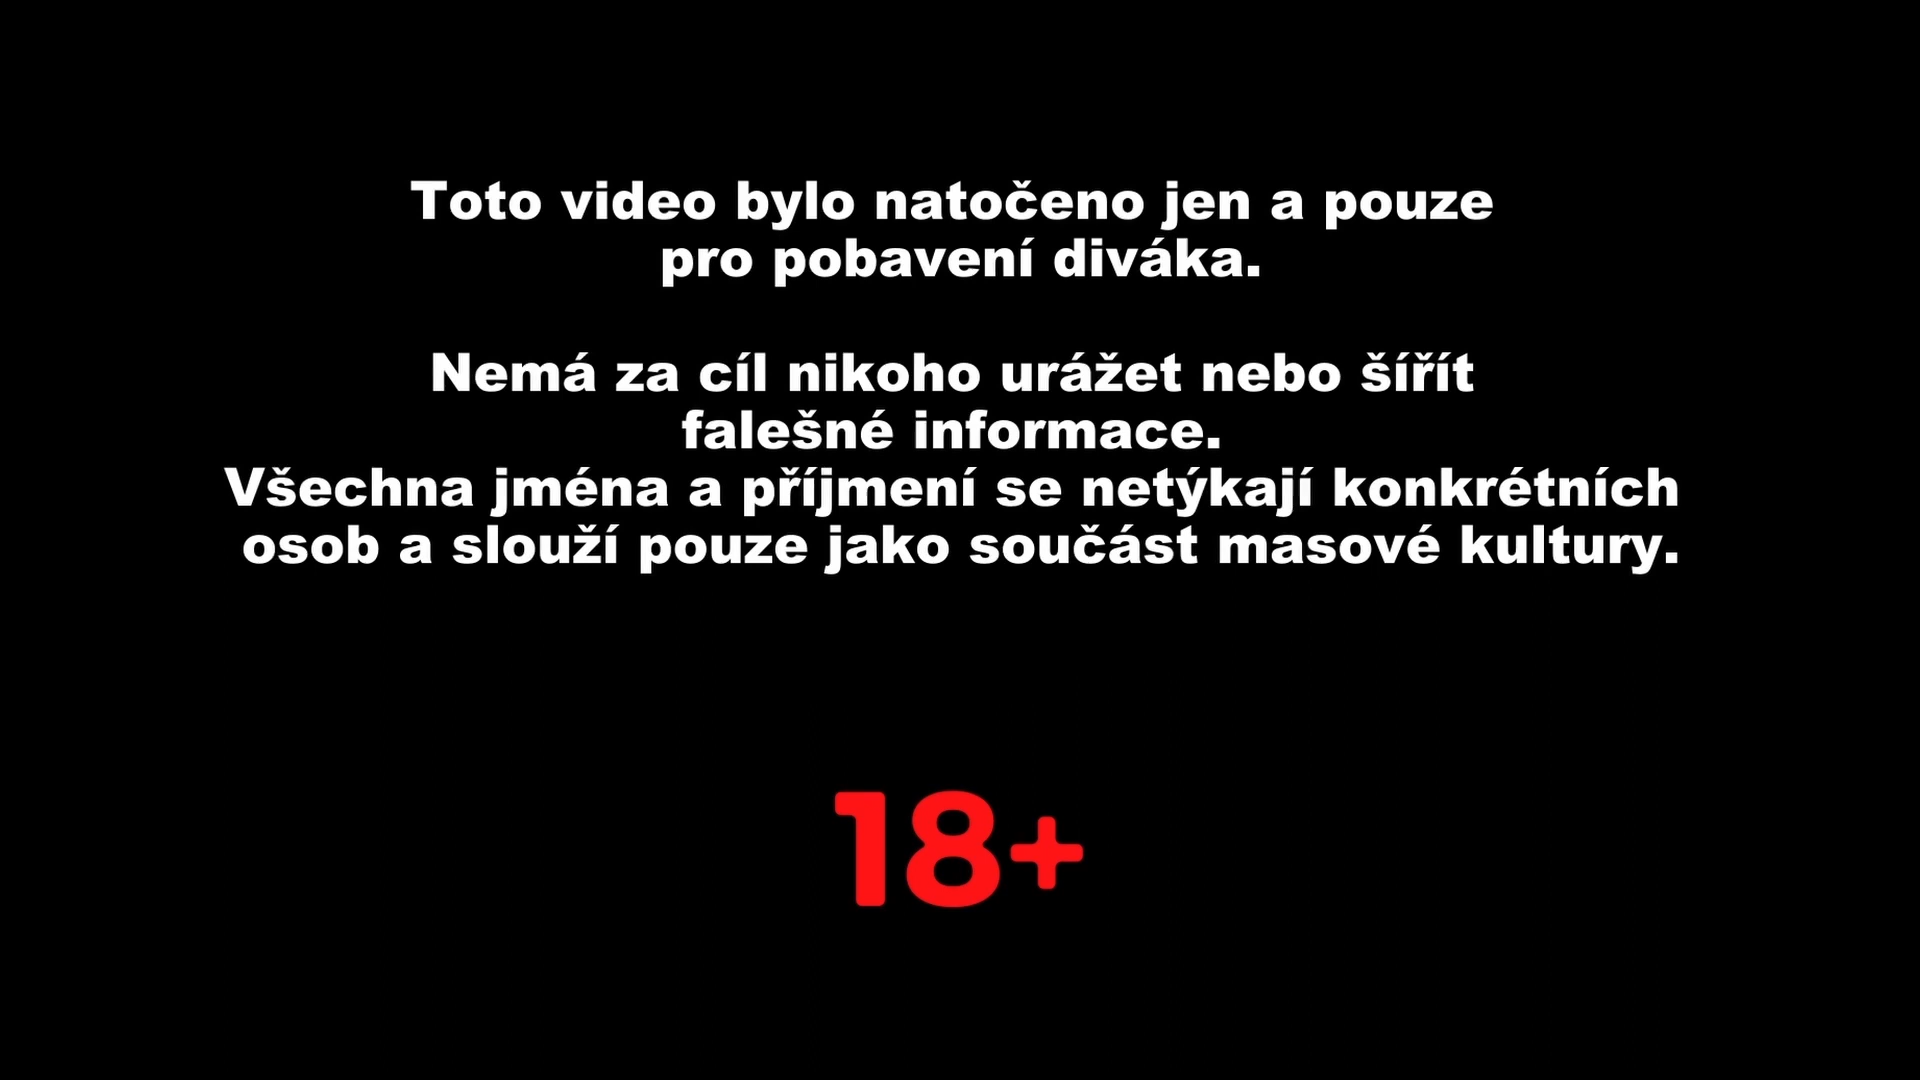 Toto video bylo natočeno jen a pouze
pro pobavení diváka.
Nemá za cíl nikoho urážet nebo šířít
falešné informace.
Všechna jména a příjmení se netýkají konkrétních
osob a slouží pouze jako součást masové kultury.
18+